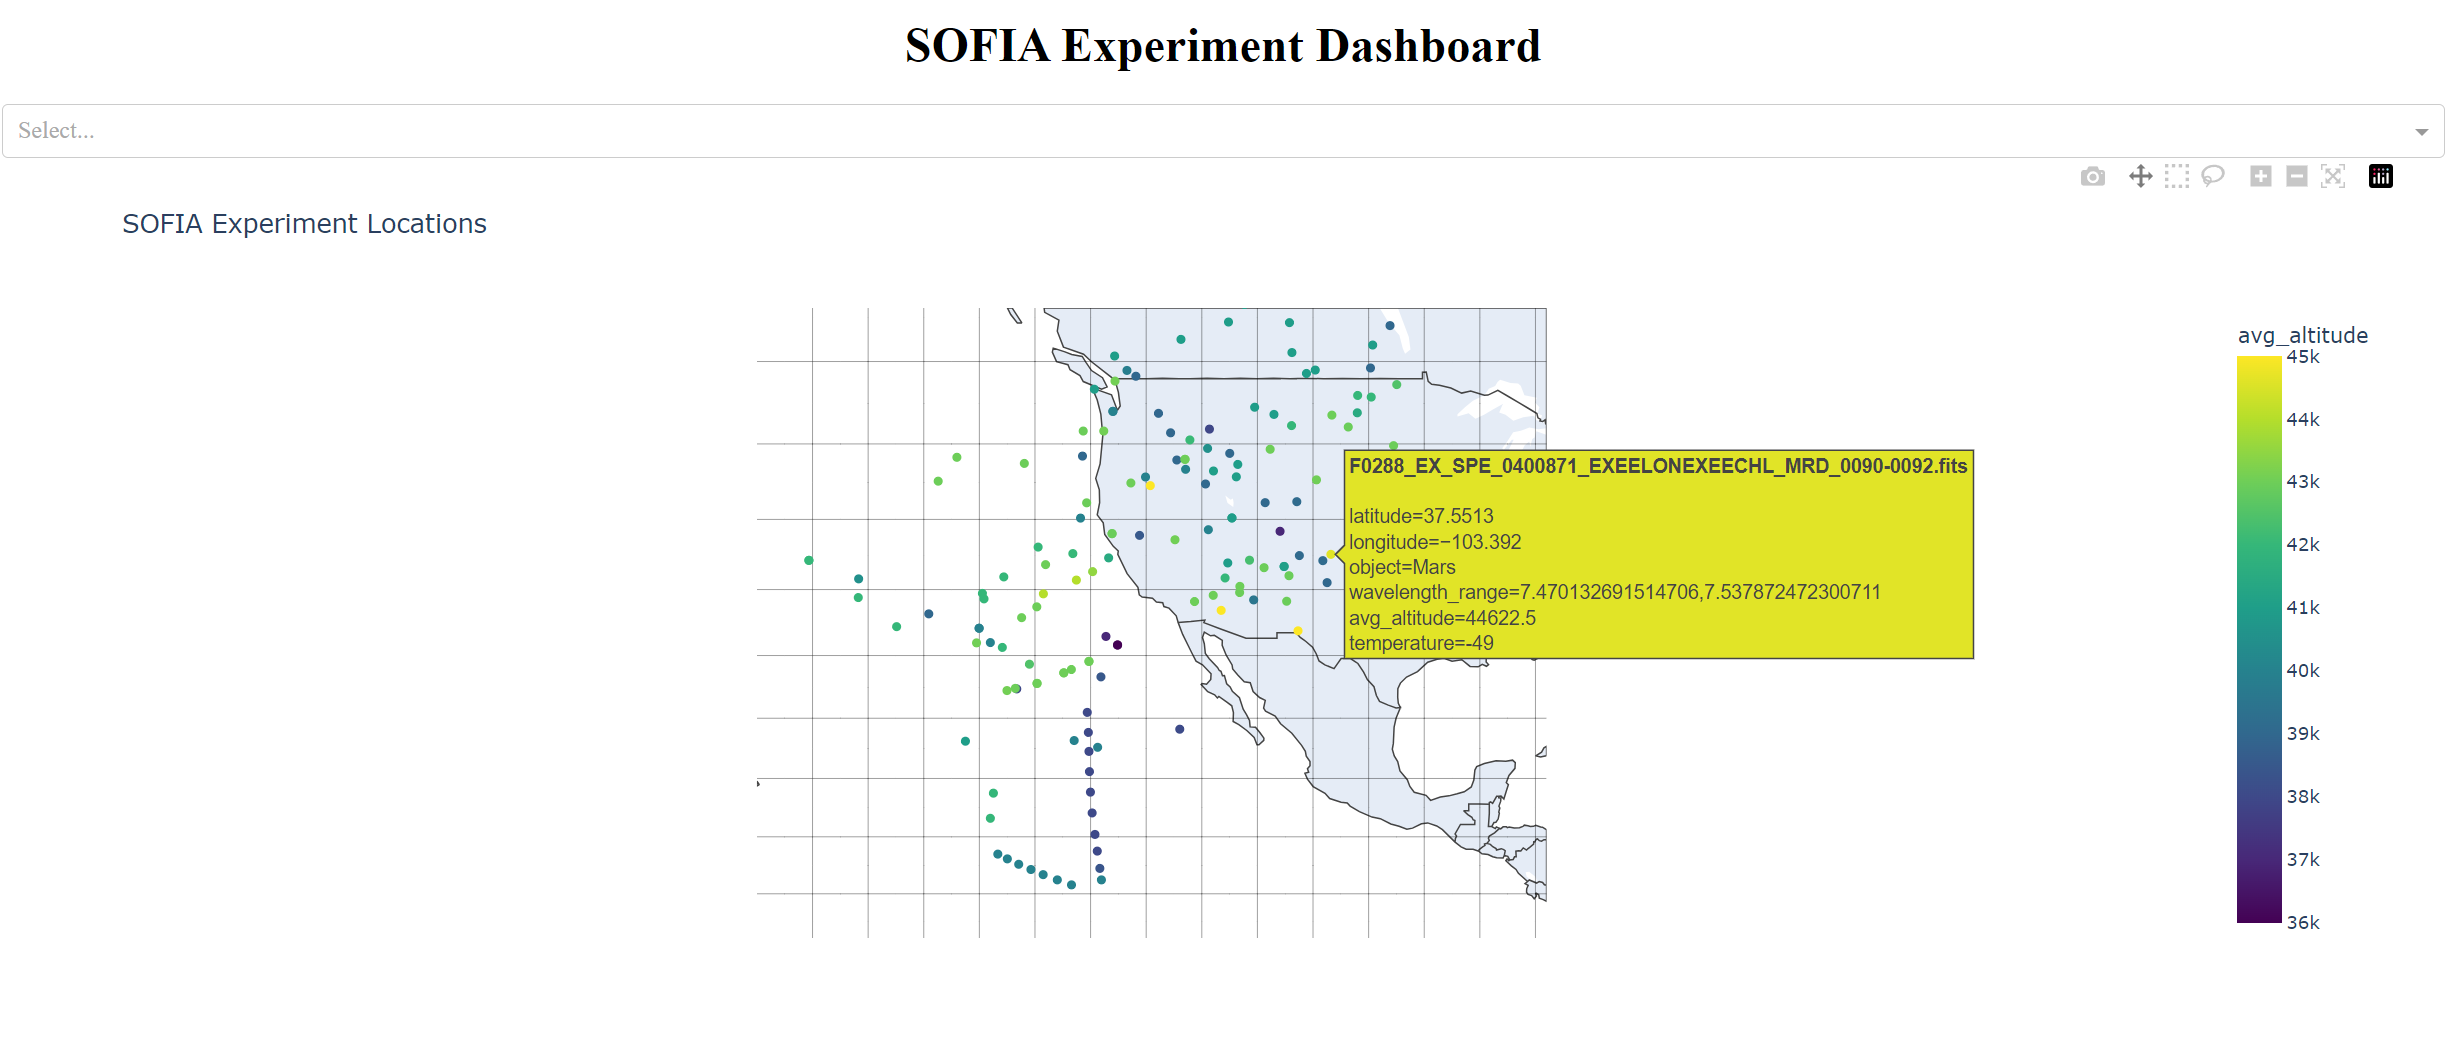 SOFIA Experiment Dashboard
Select...
SOFIA Experiment Locations
avg_altitude
45k
44k
43k
42k
41k
40k
39k
38k
37k
36k
F0288_EX_SPE_0400871_EXEELONEXEECHL_MRD_0090-0092.fits
latitude=37.5513
longitude=−103.392
object=Mars
wavelength_range=7.470132691514706,7.537872472300711
avg_altitude=44622.5
temperature=-49